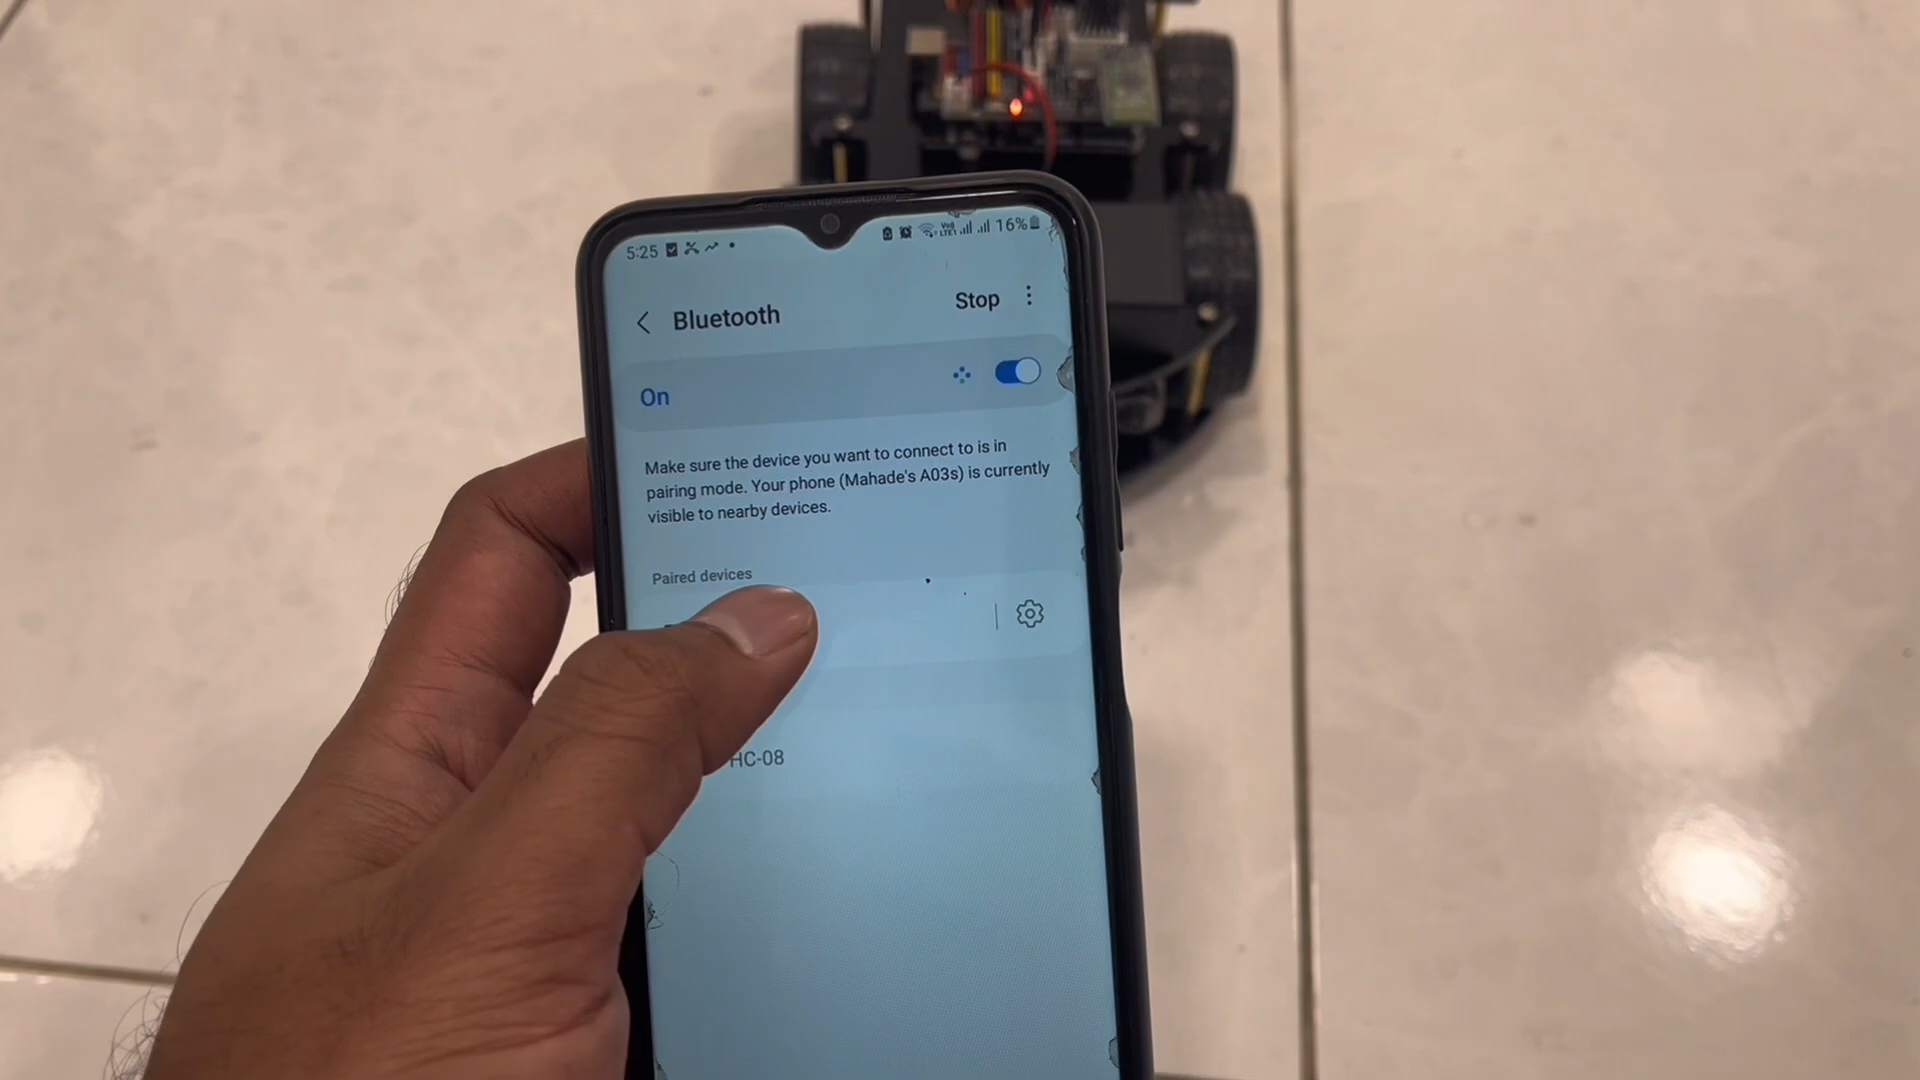 5:25
16%
Bluetooth
Stop
On
Make sure the device you want to connect to is in
pairing mode. Your phone (Mahade's A03s) is currently
visible to nearby devices.
Paired devices
HC-08